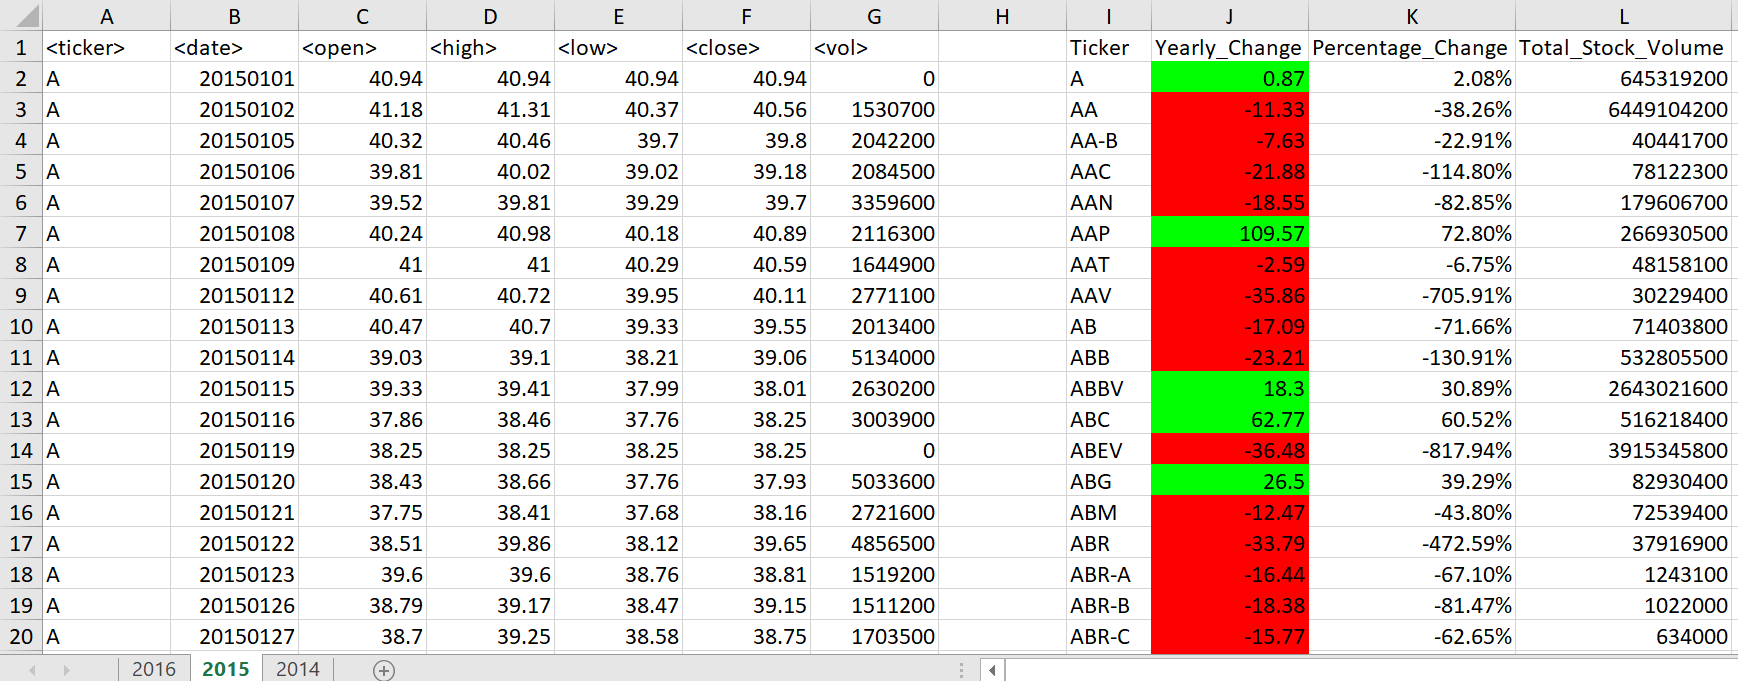 A B C D E F G H I J K L
1 <ticker> <date> <open> <high> <low> <close> <vol> Ticker Yearly_Change Percentage_Change Total_Stock_Volume
2 A 20150101 40.94 40.94 40.94 40.94 0 A 0.87 2.08% 645319200
3 A 20150102 41.18 41.31 40.37 40.56 1530700 AA -11.33 -38.26% 6449104200
4 A 20150105 40.32 40.46 39.7 39.8 2042200 AA-B -7.63 -22.91% 40441700
5 A 20150106 39.81 40.02 39.02 39.18 2084500 AAC -21.88 -114.80% 78122300
6 A 20150107 39.52 39.81 39.29 39.7 3359600 AAN -18.55 -82.85% 179606700
7 A 20150108 40.24 40.98 40.18 40.89 2116300 AAP 109.57 72.80% 266930500
8 A 20150109 41 41 40.29 40.59 1644900 AAT -2.59 -6.75% 48158100
9 A 20150112 40.61 40.72 39.95 40.11 2771100 AAV -35.86 -705.91% 30229400
10 A 20150113 40.47 40.7 39.33 39.55 2013400 AB -17.09 -71.66% 71403800
11 A 20150114 39.03 39.1 38.21 39.06 5134000 ABB -23.21 -130.91% 532805500
12 A 20150115 39.33 39.41 37.99 38.01 2630200 ABBV 18.3 30.89% 2643021600
13 A 20150116 37.86 38.46 37.76 38.25 3003900 ABC 62.77 60.52% 516218400
14 A 20150119 38.25 38.25 38.25 38.25 0 ABEV -36.48 -817.94% 3915345800
15 A 20150120 38.43 38.66 37.76 37.93 5033600 ABG 26.5 39.29% 82930400
16 A 20150121 37.75 38.41 37.68 38.16 2721600 ABM -12.47 -43.80% 72539400
17 A 20150122 38.51 39.86 38.12 39.65 4856500 ABR -33.79 -472.59% 37916900
18 A 20150123 39.6 39.6 38.76 38.81 1519200 ABR-A -16.44 -67.10% 1243100
19 A 20150126 38.79 39.17 38.47 39.15 1511200 ABR-B -18.38 -81.47% 1022000
20 A 20150127 38.7 39.25 38.58 38.75 1703500 ABR-C -15.77 -62.65% 634000
2016 2015 2014